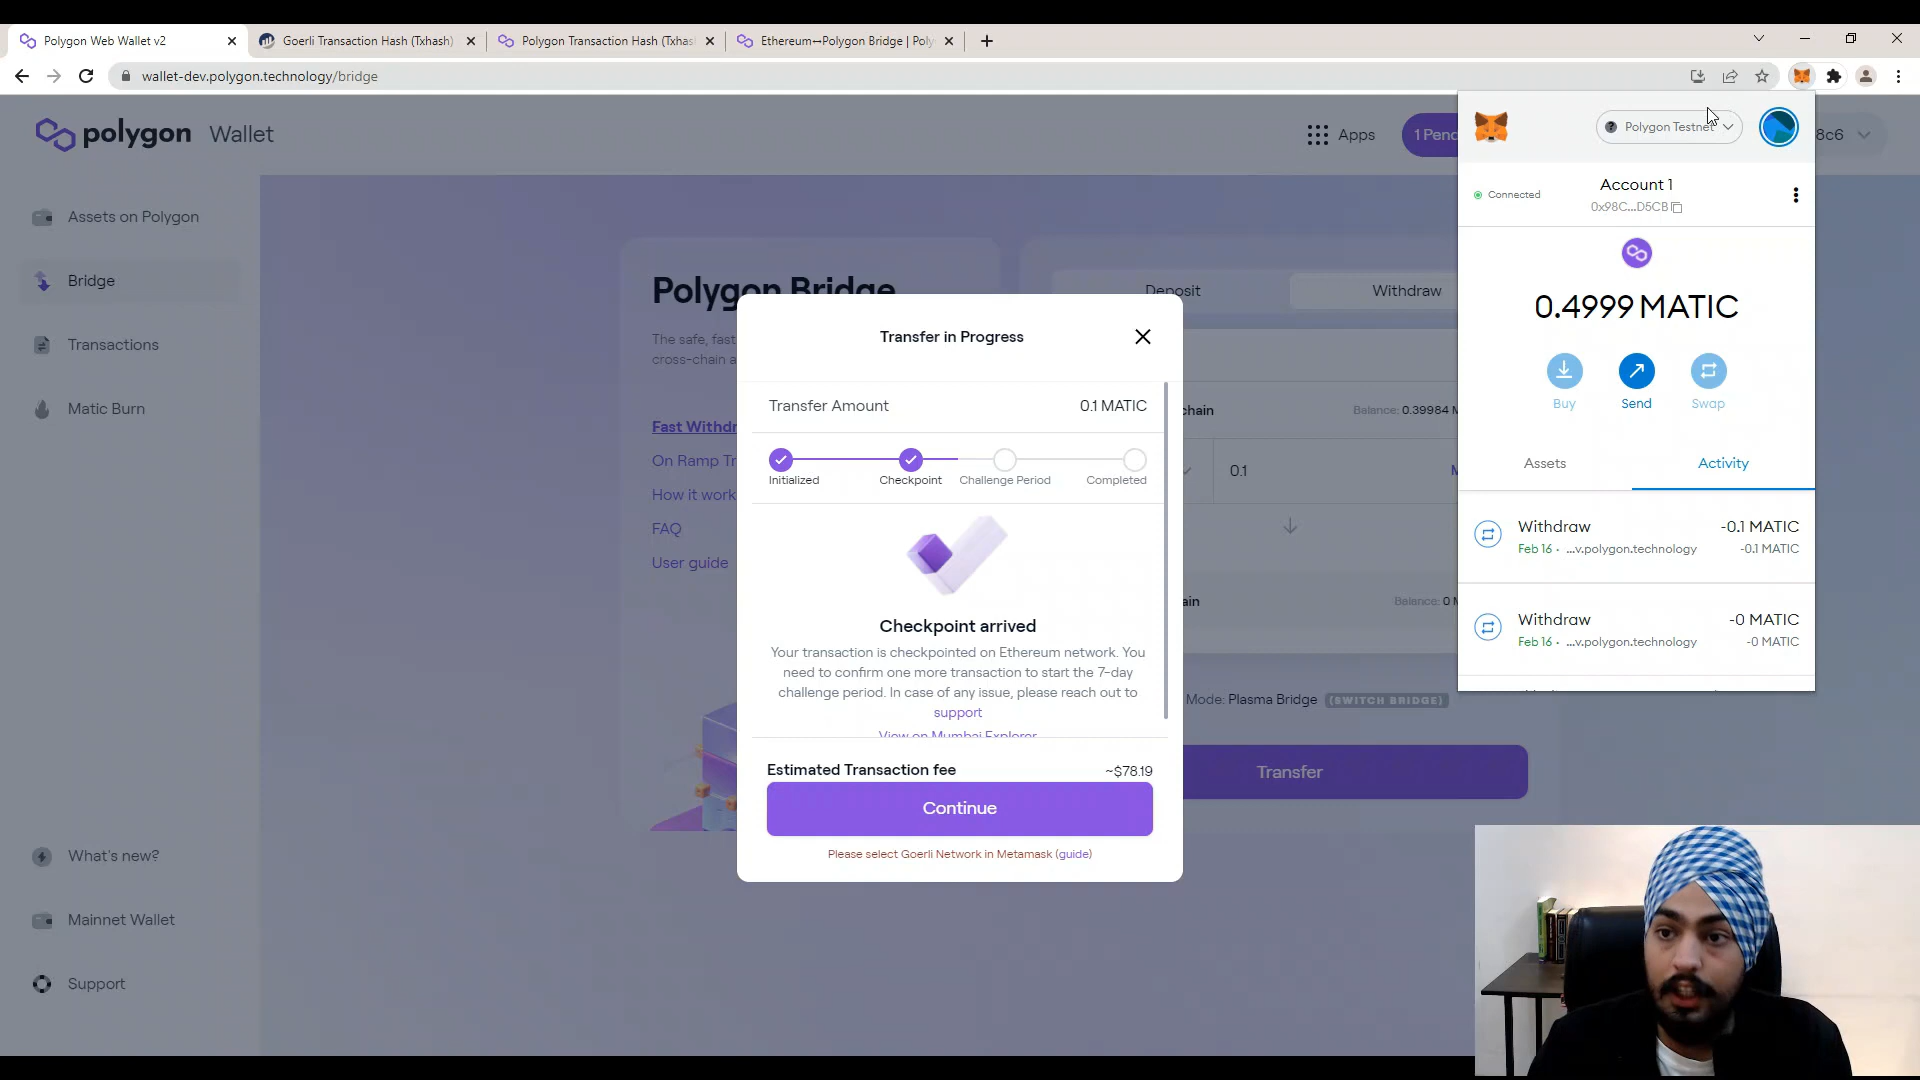 Polygon Web Wallet v2
Goerli Transaction Hash (Txhash)
Polygon Transaction Hash (Txhas
Ethereum↔Polygon Bridge | Poly
wallet-dev.polygon.technology/bridge
polygon Wallet
Apps
1 Pend
8c6
Assets on Polygon
Bridge
Transactions
Matic Burn
What's new?
Mainnet Wallet
Support
Polygon Bridge
The safe, fast
cross-chain a
Fast Withdr
On Ramp Tr
How it work
FAQ
User guide
Deposit
Withdraw
chain
Balance: 0.39984 M
0.1
M
ain
Balance: 0 M
Mode: Plasma Bridge (SWITCH BRIDGE)
Transfer
Transfer in Progress
Transfer Amount
0.1 MATIC
Initialized
Checkpoint
Challenge Period
Completed
Checkpoint arrived
Your transaction is checkpointed on Ethereum network. You
need to confirm one more transaction to start the 7-day
challenge period. In case of any issue, please reach out to
support
View on Mumbai Explorer
Estimated Transaction fee
~$78.19
Continue
Please select Goerli Network in Metamask (guide)
Polygon Testnet
Connected
Account 1
0x98C...D5CB
0.4999 MATIC
Buy
Send
Swap
Assets
Activity
Withdraw
-0.1 MATIC
Feb 16 · ...v.polygon.technology
-0.1 MATIC
Withdraw
-0 MATIC
Feb 16 · ...v.polygon.technology
-0 MATIC